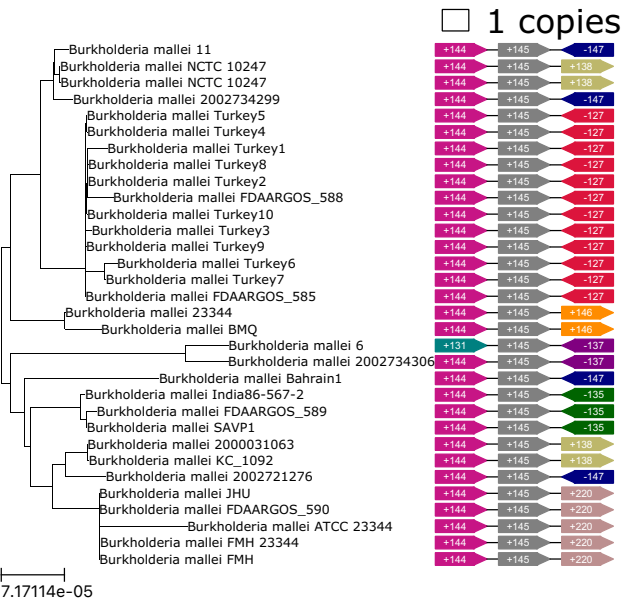 1 copies
Burkholderia mallei 11 +144 +145 -147
Burkholderia mallei NCTC 10247 +144 +145 +138
Burkholderia mallei NCTC 10247 +144 +145 +138
Burkholderia mallei 2002734299 +144 +145 -147
Burkholderia mallei Turkey5 +144 +145 -127
Burkholderia mallei Turkey4 +144 +145 -127
Burkholderia mallei Turkey1 +144 +145 -127
Burkholderia mallei Turkey8 +144 +145 -127
Burkholderia mallei Turkey2 +144 +145 -127
Burkholderia mallei FDAARGOS_588 +144 +145 -127
Burkholderia mallei Turkey10 +144 +145 -127
Burkholderia mallei Turkey3 +144 +145 -127
Burkholderia mallei Turkey9 +144 +145 -127
Burkholderia mallei Turkey6 +144 +145 -127
Burkholderia mallei Turkey7 +144 +145 -127
Burkholderia mallei FDAARGOS_585 +144 +145 -127
Burkholderia mallei 23344 +144 +145 +146
Burkholderia mallei BMQ +144 +145 +146
Burkholderia mallei 6 +131 +145 -137
Burkholderia mallei 2002734306 +144 +145 -137
Burkholderia mallei Bahrain1 +144 +145 -147
Burkholderia mallei India86-567-2 +144 +145 -135
Burkholderia mallei FDAARGOS_589 +144 +145 -135
Burkholderia mallei SAVP1 +144 +145 -135
Burkholderia mallei 2000031063 +144 +145 +138
Burkholderia mallei KC_1092 +144 +145 +138
Burkholderia mallei 2002721276 +144 +145 -147
Burkholderia mallei JHU +144 +145 +220
Burkholderia mallei FDAARGOS_590 +144 +145 +220
Burkholderia mallei ATCC 23344 +144 +145 +220
Burkholderia mallei FMH 23344 +144 +145 +220
Burkholderia mallei FMH +144 +145 +220
7.17114e-05